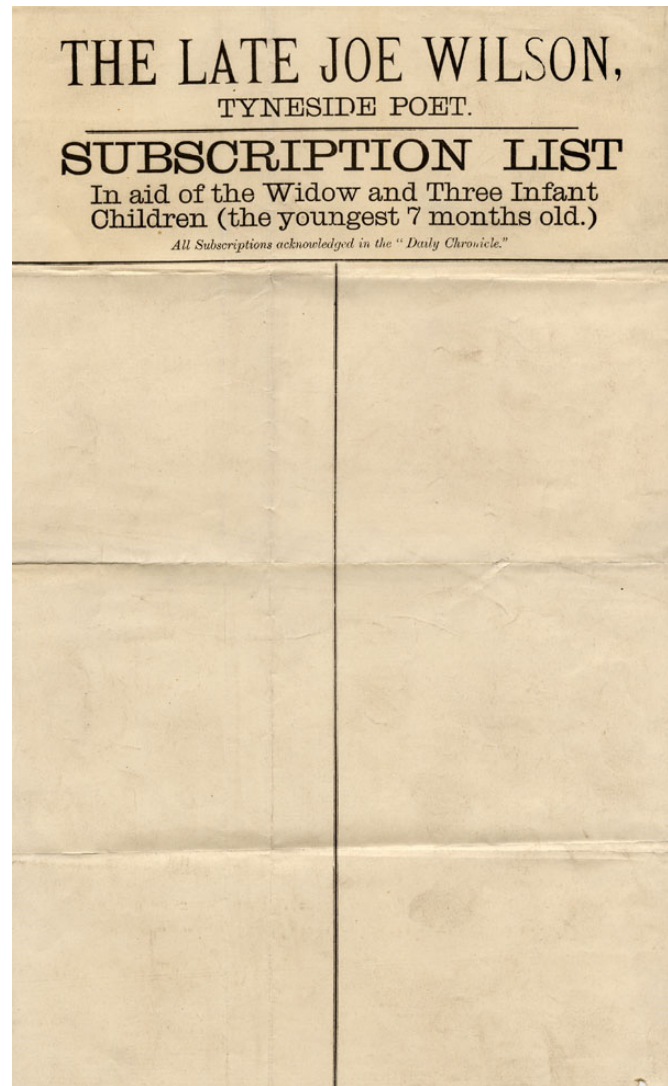 THE LATE JOE WILSON,
TYNESIDE POET.
SUBSCRIPTION LIST
In aid of the Widow and Three Infant
Children (the youngest 7 months old.)
All Subscriptions acknowledged in the “ Daily Chronicle.”